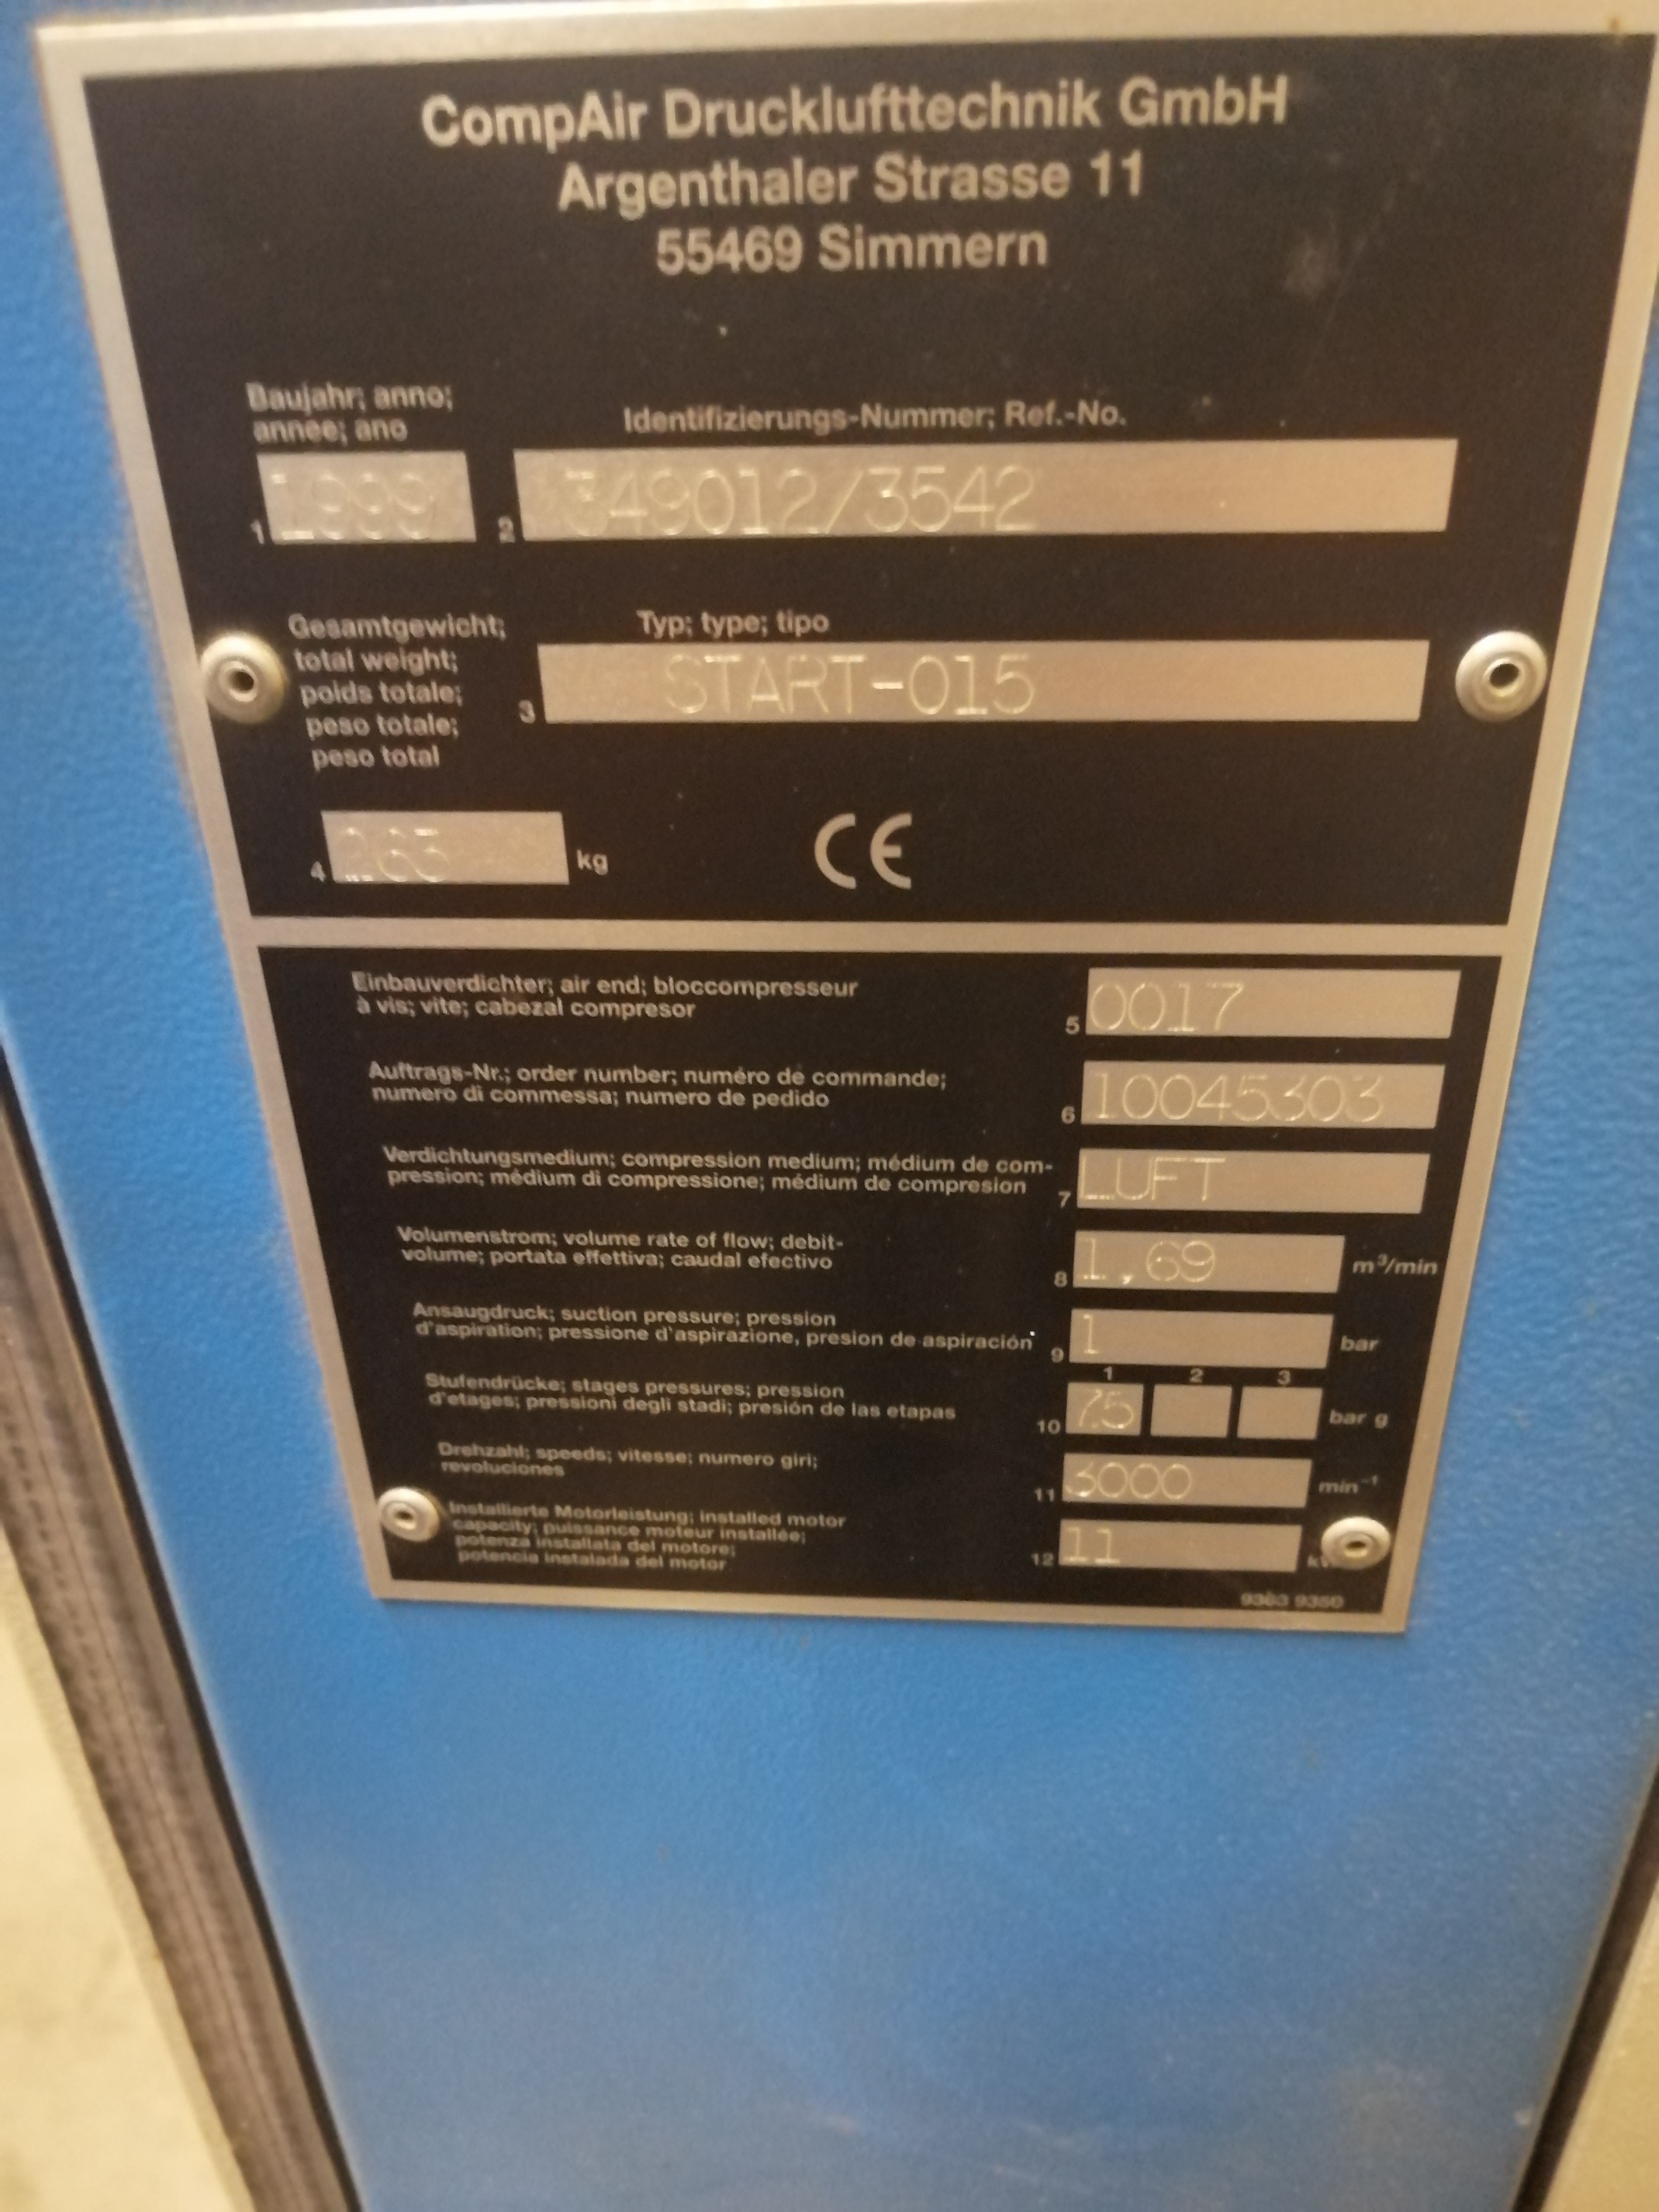 CompAir Drucklufttechnik GmbH
Argenthaler Strasse 11
55469 Simmern
Baujahr; anno;
annee; ano
Identifizierungs-Nummer; Ref.-No.
1 1999
2 349012/3542
Gesamtgewicht;
total weight;
poids totale;
peso totale;
peso total
Typ; type; tipo
3 START-015
4 265 kg
CE
Einbauverdichter; air end; bloccompresseur
à vis; vite; cabezal compresor
5 0017
Auftrags-Nr.; order number; numéro de commande;
numero di commessa; numero de pedido
6 10045303
Verdichtungsmedium; compression medium; médium de com-
pression; médium di compressione; médium de compresion
7 LUFT
Volumenstrom; volume rate of flow; debit-
volume; portata effettiva; caudal efectivo
8 1,69 m³/min
Ansaugdruck; suction pressure; pression
d'aspiration; pressione d'aspirazione, presion de aspiración
9 1 bar
1 2 3
Stufendrücke; stages pressures; pression
d'etages; pressioni degli stadi; presión de las etapas
10 7.5 bar g
Drehzahl; speeds; vitesse; numero giri;
revoluciones
11 3000 min⁻¹
Installierte Motorleistung; installed motor
capacity; puissance moteur installée;
potenza installata del motore;
potencia instalada del motor
12 11
9363 9350